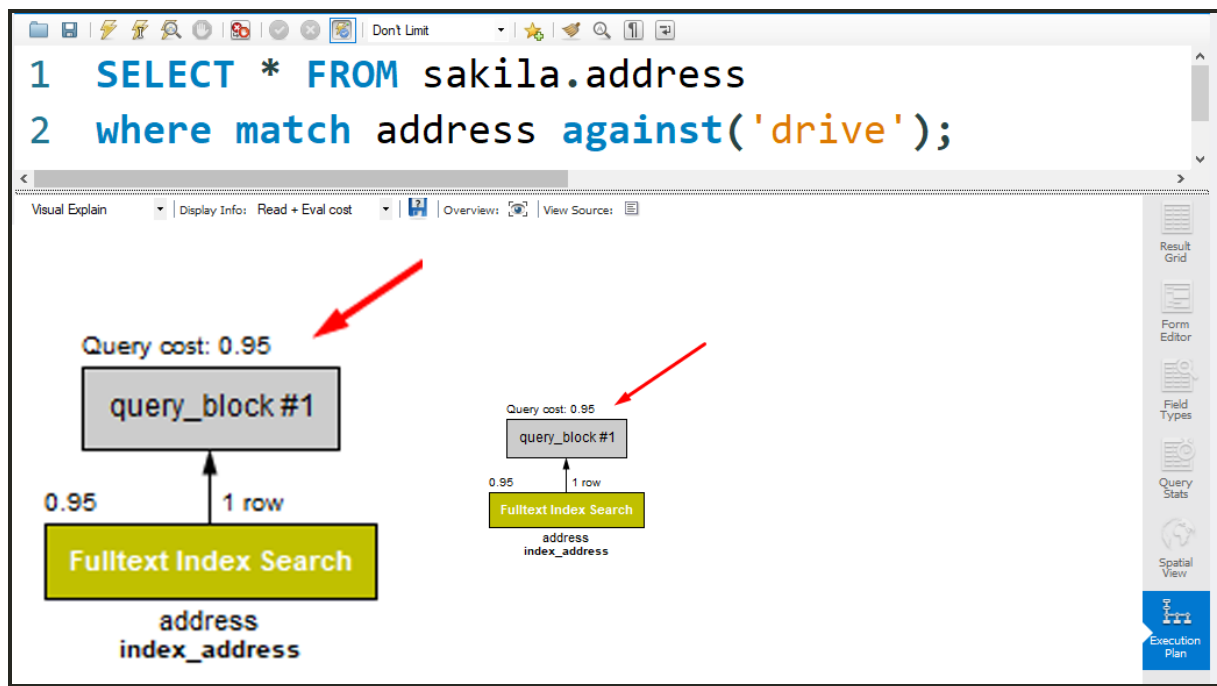 Don't Limit
1 SELECT * FROM sakila.address
2 where match address against('drive');
Visual Explain Display Info: Read + Eval cost Overview: View Source:
Result
Grid
Form
Editor
Field
Types
Query
Stats
Spatial
View
Execution
Plan
Query cost: 0.95
query_block #1
0.95 1 row
Fulltext Index Search
address
index_address
Query cost: 0.95
query_block #1
0.95 1 row
Fulltext Index Search
address
index_address